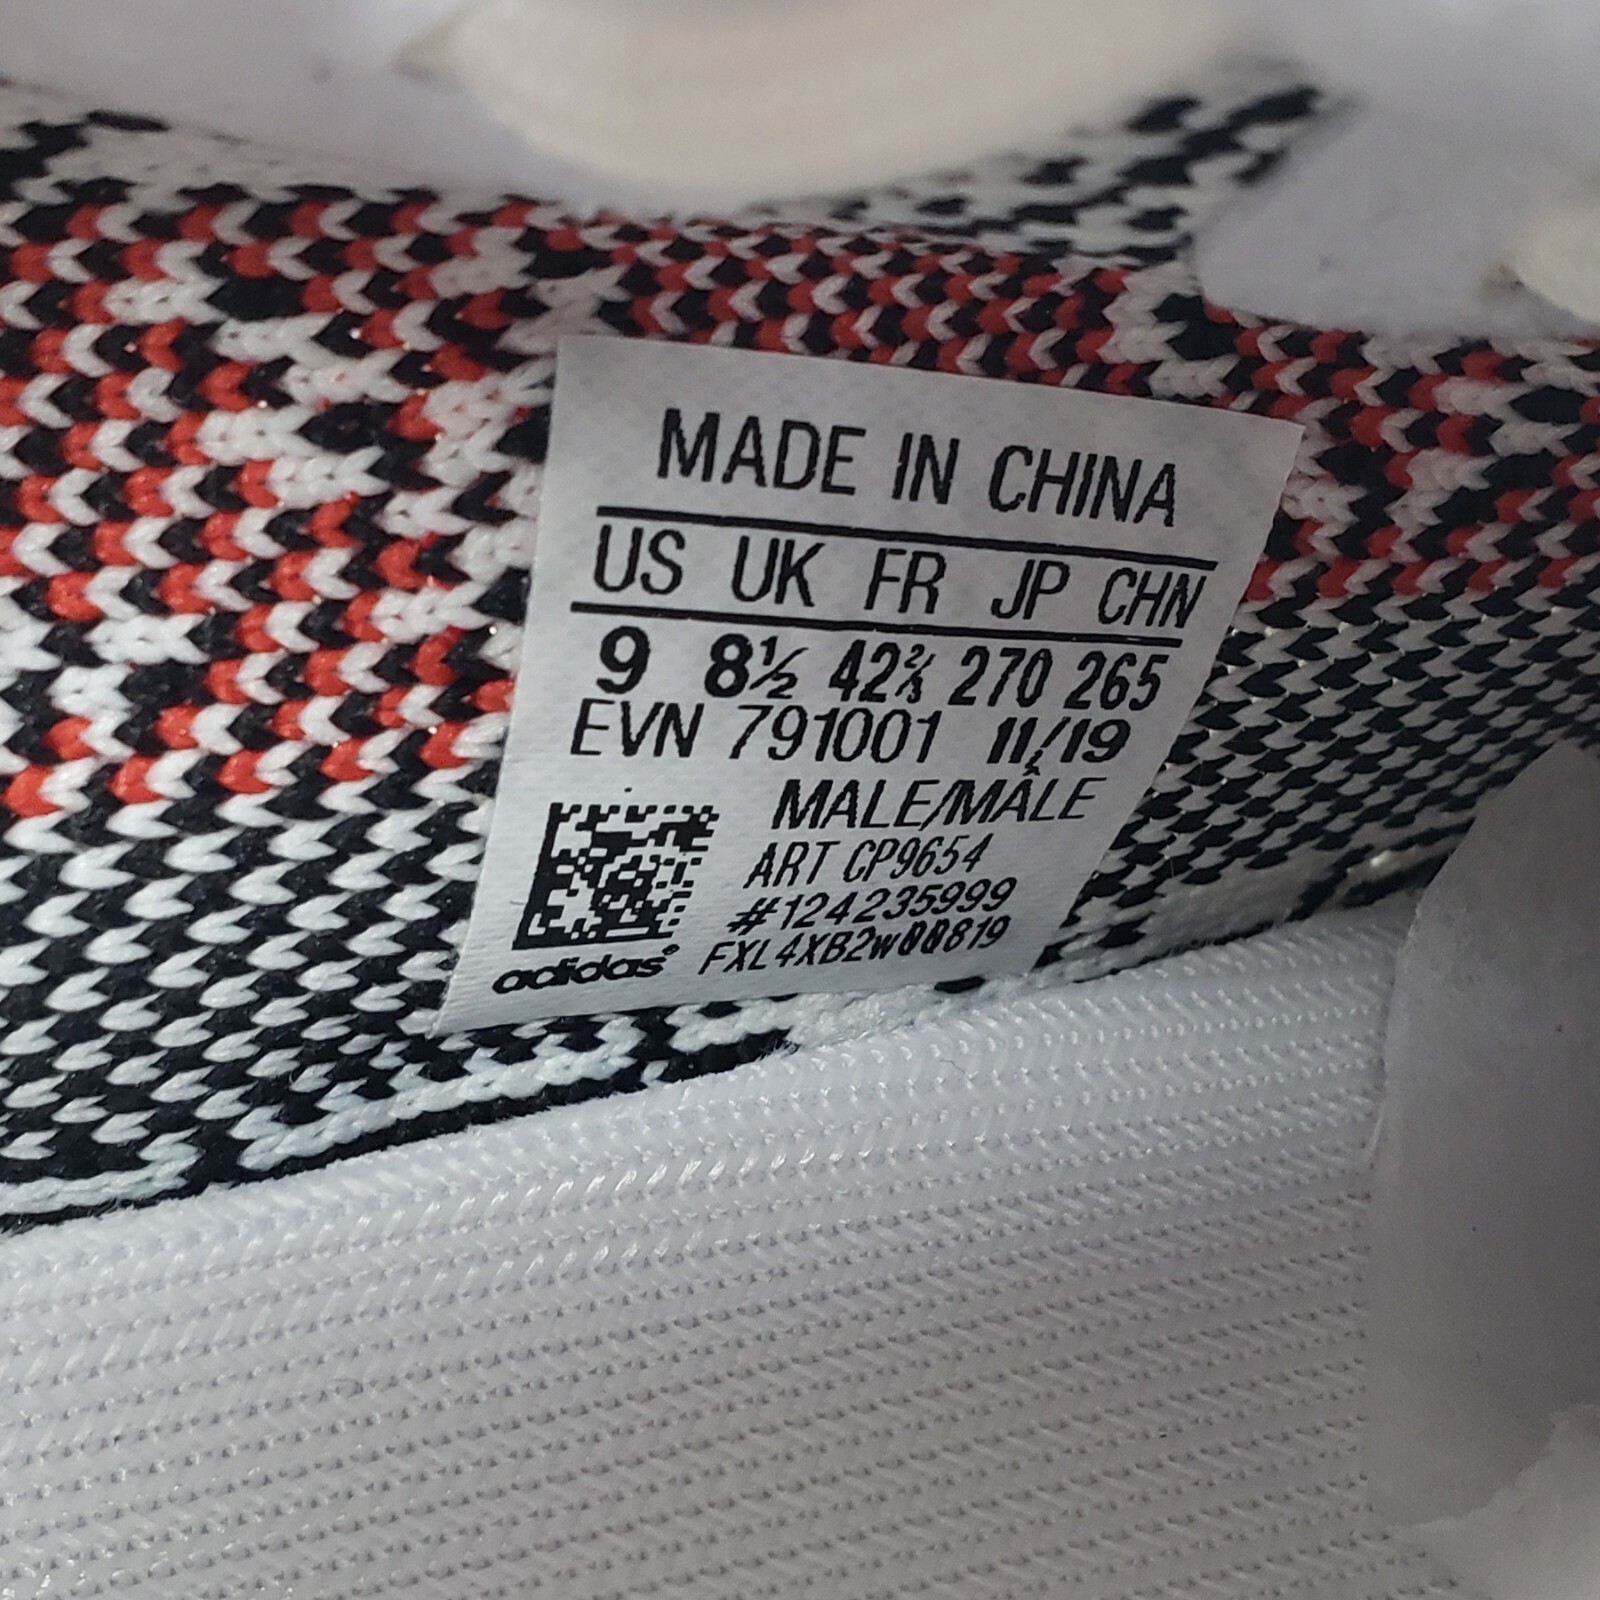 MADE IN CHINA
US UK FR JP CHN
9 8½ 42⅔ 270 265
EVN 791001 11/19
MALE/MÂLE
ART CP9654
#124235999
adidas® FXL4XB2W00819